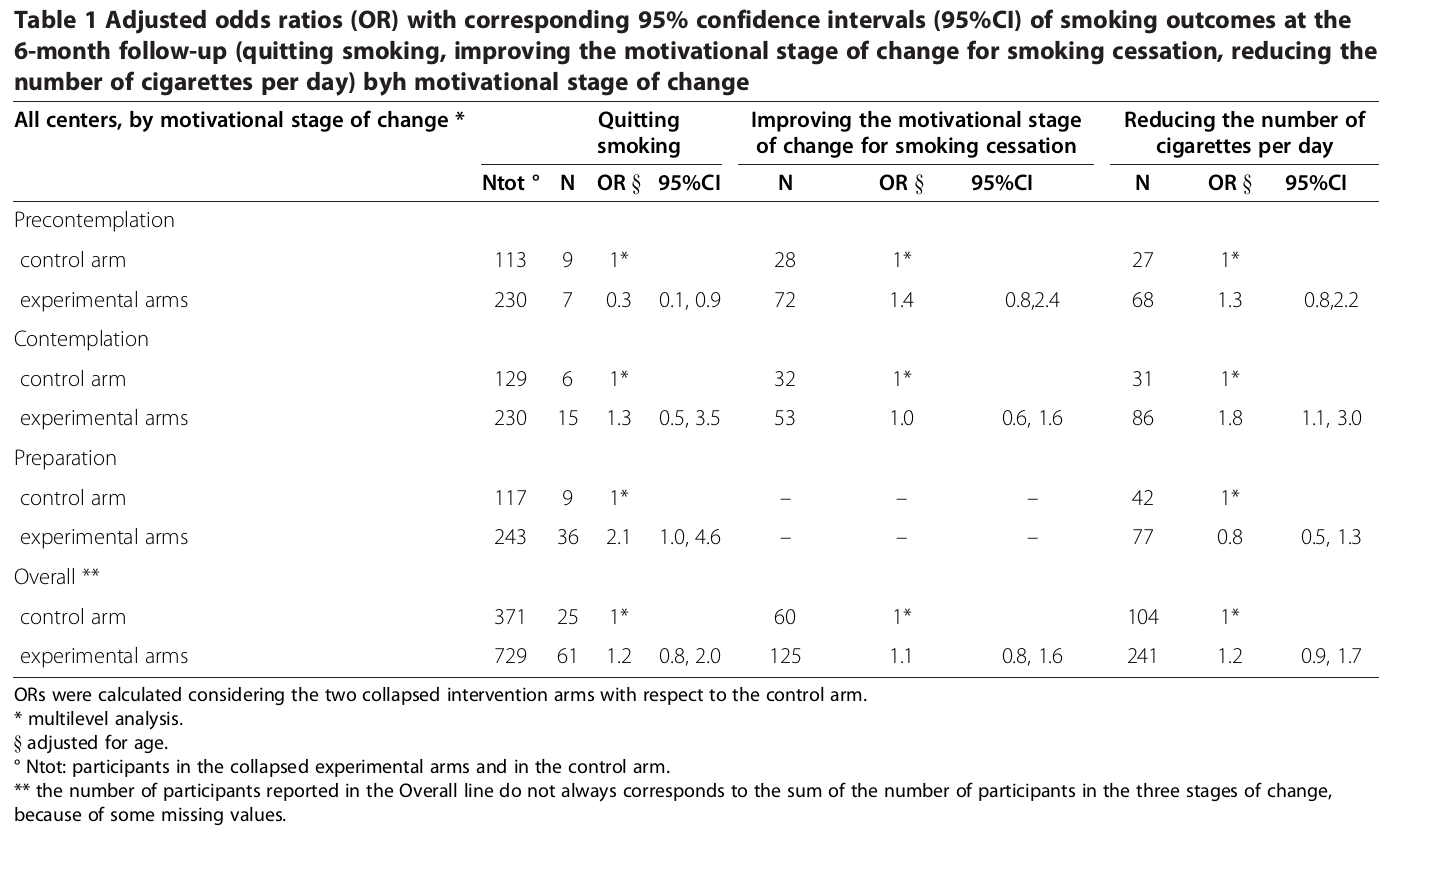 Table 1 Adjusted odds ratios (OR) with corresponding 95% confidence intervals (95%CI) of smoking outcomes at the
6-month follow-up (quitting smoking, improving the motivational stage of change for smoking cessation, reducing the
number of cigarettes per day) byh motivational stage of change
All centers, by motivational stage of change * Quitting smoking Improving the motivational stage of change for smoking cessation Reducing the number of cigarettes per day
Ntot ° N OR § 95%CI N OR § 95%CI N OR § 95%CI
Precontemplation
control arm 113 9 1* 28 1* 27 1*
experimental arms 230 7 0.3 0.1, 0.9 72 1.4 0.8,2.4 68 1.3 0.8,2.2
Contemplation
control arm 129 6 1* 32 1* 31 1*
experimental arms 230 15 1.3 0.5, 3.5 53 1.0 0.6, 1.6 86 1.8 1.1, 3.0
Preparation
control arm 117 9 1* – – – 42 1*
experimental arms 243 36 2.1 1.0, 4.6 – – – 77 0.8 0.5, 1.3
Overall **
control arm 371 25 1* 60 1* 104 1*
experimental arms 729 61 1.2 0.8, 2.0 125 1.1 0.8, 1.6 241 1.2 0.9, 1.7
ORs were calculated considering the two collapsed intervention arms with respect to the control arm.
* multilevel analysis.
§ adjusted for age.
° Ntot: participants in the collapsed experimental arms and in the control arm.
** the number of participants reported in the Overall line do not always corresponds to the sum of the number of participants in the three stages of change,
because of some missing values.